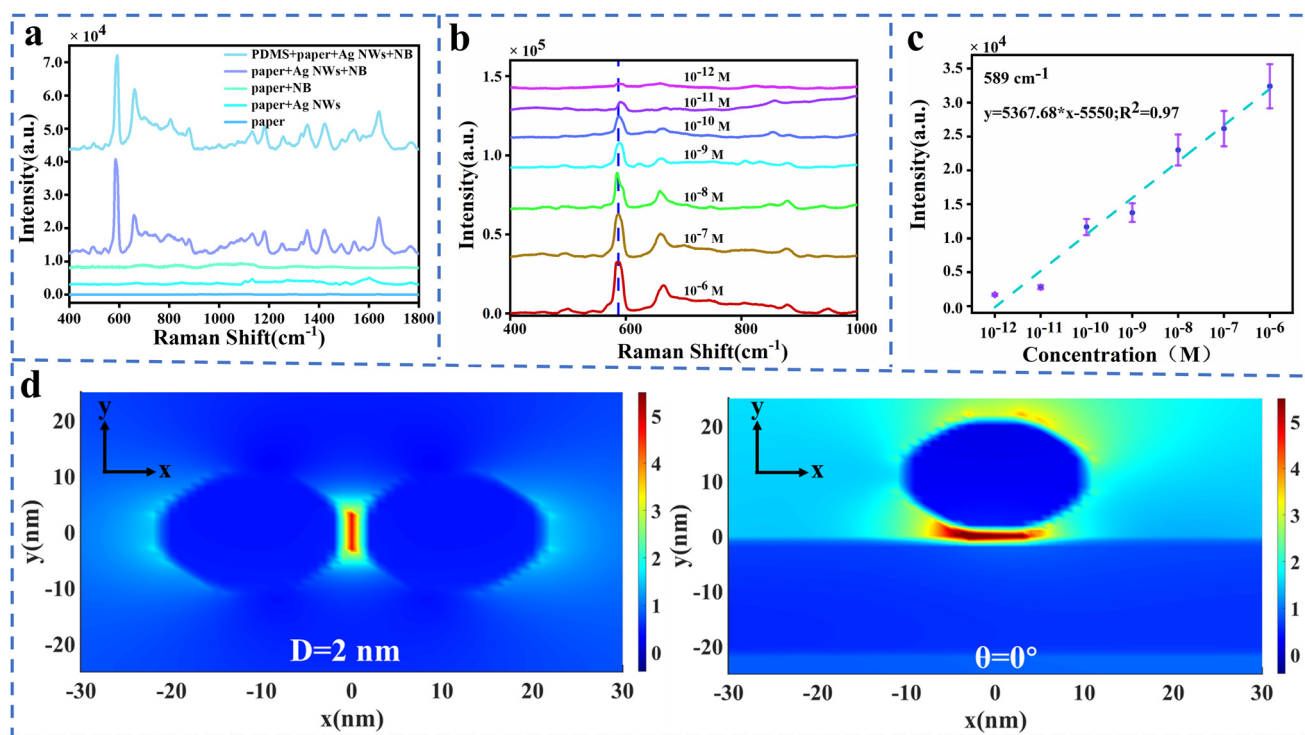 a
× 10⁴
PDMS+paper+Ag NWs+NB
paper+Ag NWs+NB
paper+NB
paper+Ag NWs
paper
7.0
6.0
5.0
4.0
3.0
2.0
1.0
0.0
Intensity(a.u.)
400 600 800 1000 1200 1400 1600 1800
Raman Shift(cm⁻¹)
b
× 10⁵
1.5
1.0
0.5
0.0
Intensity(a.u.)
10⁻¹² M
10⁻¹¹ M
10⁻¹⁰ M
10⁻⁹ M
10⁻⁸ M
10⁻⁷ M
10⁻⁶ M
400 600 800 1000
Raman Shift(cm⁻¹)
c
× 10⁴
589 cm⁻¹
y=5367.68*x-5550;R²=0.97
3.5
3.0
2.5
2.0
1.5
1.0
0.5
0.0
Intensity(a.u.)
10⁻¹² 10⁻¹¹ 10⁻¹⁰ 10⁻⁹ 10⁻⁸ 10⁻⁷ 10⁻⁶
Concentration（M）
d
y
x
20
10
0
-10
-20
y(nm)
D=2 nm
-30 -20 -10 0 10 20 30
x(nm)
5
4
3
2
1
0
y
x
20
10
0
-10
-20
y(nm)
θ=0°
-30 -20 -10 0 10 20 30
x(nm)
5
4
3
2
1
0